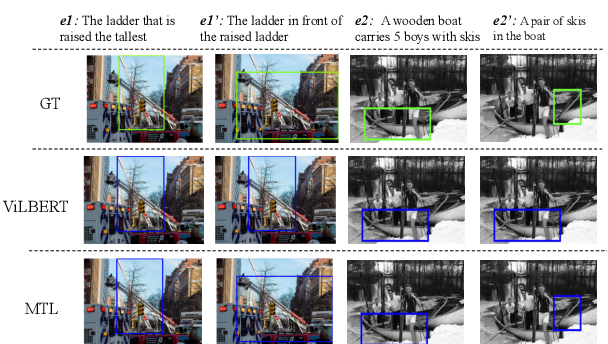 e1: The ladder that is raised the tallest
e1’: The ladder in front of the raised ladder
e2: A wooden boat carries 5 boys with skis
e2’: A pair of skis in the boat
GT
ViLBERT
MTL